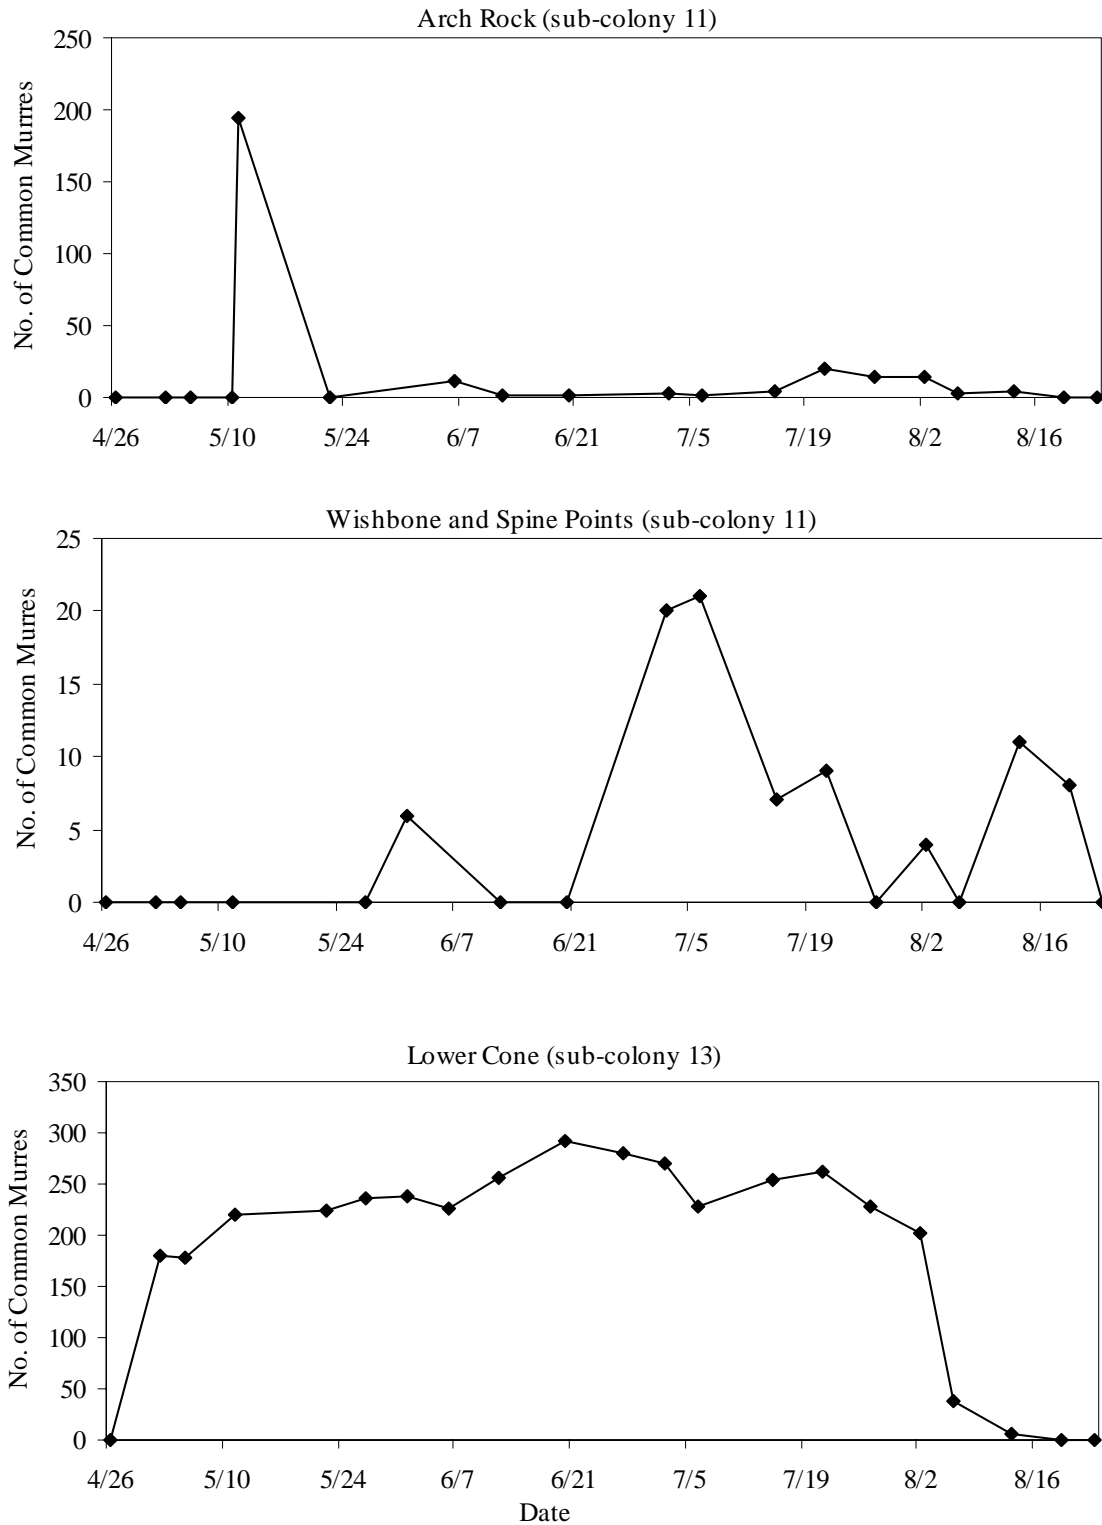 Arch Rock (sub-colony 11)
No. of Common Murrres
250
200
150
100
50
0
4/26 5/10 5/24 6/7 6/21 7/5 7/19 8/2 8/16
Wishbone and Spine Points (sub-colony 11)
No. of Common Murres
25
20
15
10
5
0
4/26 5/10 5/24 6/7 6/21 7/5 7/19 8/2 8/16
Lower Cone (sub-colony 13)
No. of Common Murres
350
300
250
200
150
100
50
0
4/26 5/10 5/24 6/7 6/21 7/5 7/19 8/2 8/16
Date